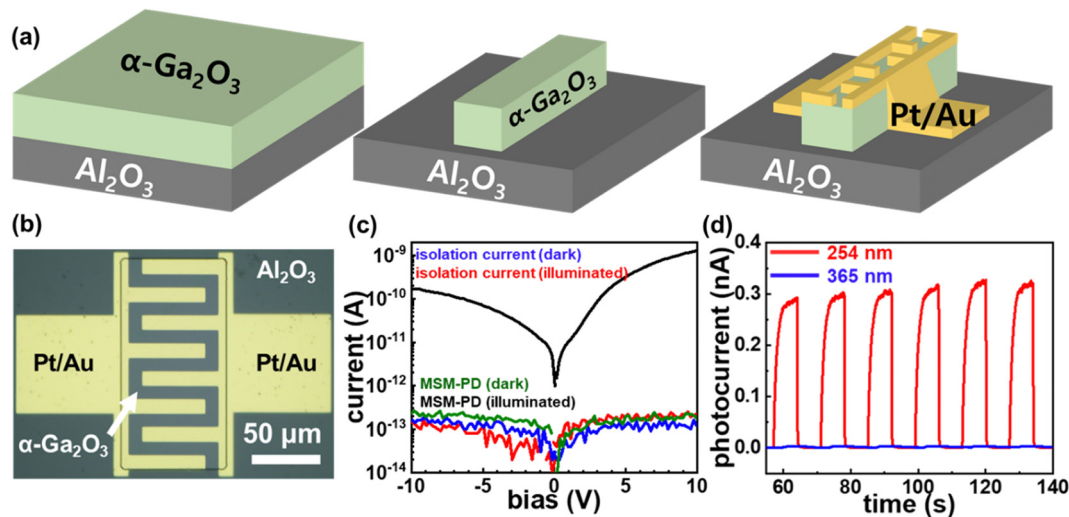 (a)
α-Ga₂O₃
Al₂O₃
α-Ga₂O₃
Al₂O₃
Pt/Au
Al₂O₃
(b)
Al₂O₃
Pt/Au
Pt/Au
α-Ga₂O₃
50 µm
(c)
isolation current (dark)
isolation current (illuminated)
MSM-PD (dark)
MSM-PD (illuminated)
current (A)
10⁻⁹
10⁻¹⁰
10⁻¹¹
10⁻¹²
10⁻¹³
10⁻¹⁴
-10 -5 0 5 10
bias (V)
(d)
254 nm
365 nm
photocurrent (nA)
0.4
0.3
0.2
0.1
0.0
60 80 100 120 140
time (s)